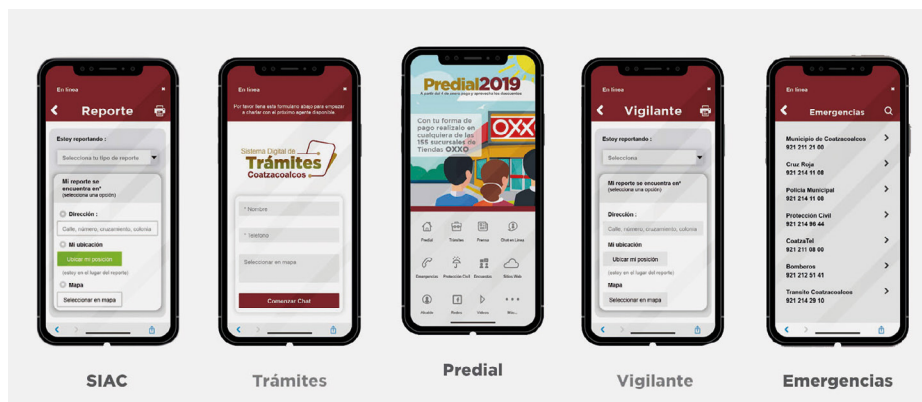 En línea
Reporte
Estoy reportando :
Selecciona tu tipo de reporte
Mi reporte se
encuentra en*
(selecciona una opción)
Dirección :
Calle, número, cruzamiento, colonia
Mi ubicación
Ubicar mi posición
(estoy en el lugar del reporte)
Mapa
Seleccionar en mapa
SIAC
En línea
Por favor llene este formulario abajo para empezar
a chatear con el próximo agente disponible.
Sistema Digital de
Trámites
Coatzacoalcos
* Nombre
* Teléfono
Seleccionar en mapa
Comenzar Chat
Trámites
Predial2019
Con tu forma de
pago realízalo en
cualquiera de las
155 sucursales de
Tiendas OXXO
OXXO
Predial
Trámites
Prensa
Chat en Línea
Emergencias
Protección Civil
Encuesta
Sitios Web
Alcalde
Redes
Videos
Más...
Predial
En línea
Vigilante
Estoy reportando :
Selecciona
Mi reporte se encuentra en*
(selecciona una opción)
Dirección :
Calle, número, cruzamiento, colonia
Mi ubicación
Ubicar mi posición
(estoy en el lugar del reporte)
Mapa
Seleccionar en mapa
Vigilante
En línea
Emergencias
Municipio de Coatzacoalcos
921 211 21 00
Cruz Roja
921 214 11 00
Policía Municipal
921 214 11 00
Protección Civil
921 214 96 44
CoatzaTel
921 211 08 00
Bomberos
921 212 51 41
Transito Coatzacoalcos
921 214 29 10
Emergencias